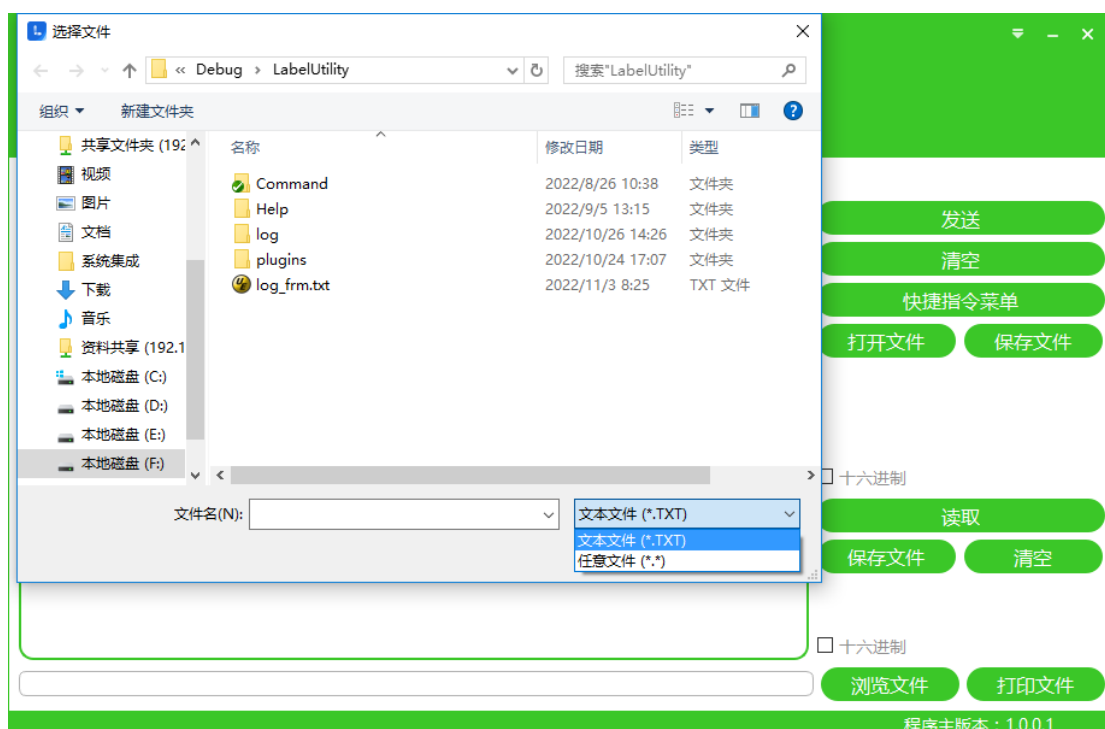 选择文件
« Debug › LabelUtility
搜索"LabelUtility"
组织
新建文件夹
名称
修改日期
类型
共享文件夹 (192
视频
图片
文档
系统集成
下载
音乐
资料共享 (192.1
本地磁盘 (C:)
本地磁盘 (D:)
本地磁盘 (E:)
本地磁盘 (F:)
Command 2022/8/26 10:38 文件夹
Help 2022/9/5 13:15 文件夹
log 2022/10/26 14:26 文件夹
plugins 2022/10/24 17:07 文件夹
log_frm.txt 2022/11/3 8:25 TXT 文件
文件名(N):
文本文件 (*.TXT)
文本文件 (*.TXT)
任意文件 (*.*)
发送
清空
快捷指令菜单
打开文件 保存文件
十六进制
读取
保存文件 清空
十六进制
浏览文件 打印文件
程序主版本：1.0.0.1